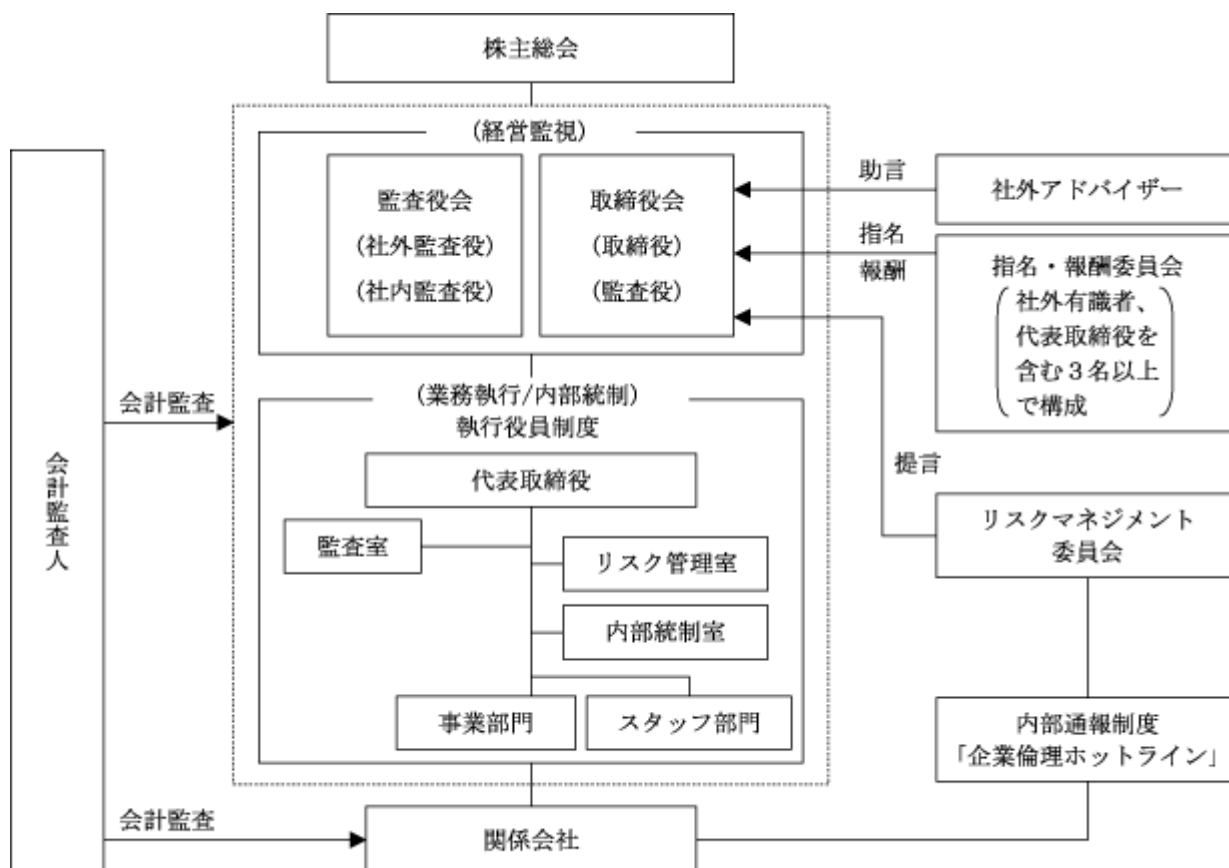 株主総会
(経営監視)
監査役会
(社外監査役)
(社内監査役)
取締役会
(取締役)
(監査役)
助言
社外アドバイザー
指名
報酬
指名・報酬委員会
社外有識者、
代表取締役を
含む3名以上
で構成
会計監査
(業務執行/内部統制)
執行役員制度
代表取締役
監査室
リスク管理室
内部統制室
事業部門
スタッフ部門
提言
リスクマネジメント
委員会
会計監査人
内部通報制度
「企業倫理ホットライン」
会計監査
関係会社